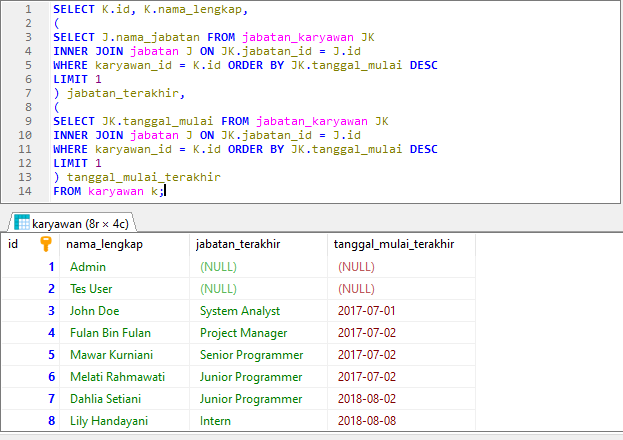 1 SELECT K.id, K.nama_lengkap,
2 (
3 SELECT J.nama_jabatan FROM jabatan_karyawan JK
4 INNER JOIN jabatan J ON JK.jabatan_id = J.id
5 WHERE karyawan_id = K.id ORDER BY JK.tanggal_mulai DESC
6 LIMIT 1
7 ) jabatan_terakhir,
8 (
9 SELECT JK.tanggal_mulai FROM jabatan_karyawan JK
10 INNER JOIN jabatan J ON JK.jabatan_id = J.id
11 WHERE karyawan_id = K.id ORDER BY JK.tanggal_mulai DESC
12 LIMIT 1
13 ) tanggal_mulai_terakhir
14 FROM karyawan k;
karyawan (8r × 4c)
id nama_lengkap jabatan_terakhir tanggal_mulai_terakhir
1 Admin (NULL) (NULL)
2 Tes User (NULL) (NULL)
3 John Doe System Analyst 2017-07-01
4 Fulan Bin Fulan Project Manager 2017-07-02
5 Mawar Kurniani Senior Programmer 2017-07-02
6 Melati Rahmawati Junior Programmer 2017-07-02
7 Dahlia Setiani Junior Programmer 2018-08-02
8 Lily Handayani Intern 2018-08-08